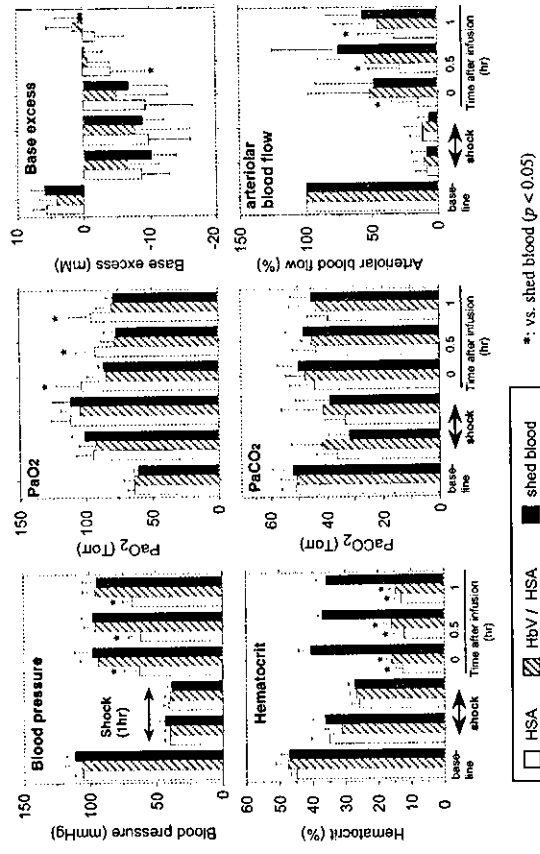 Blood pressure
Blood pressure (mmHg)
150
100
50
0
Shock
(1hr)
* * *
PaO2
PaO2 (Torr)
150
100
50
0
* * *
Base excess
Base excess (mM)
10
0
-10
-20
* *
Hematocrit
Hematocrit (%)
60
50
40
30
20
10
0
* * * * * *
base-
line
shock
0 0.5 1
Time after infusion
(hr)
PaCO2
PaCO2 (Torr)
60
40
20
0
base-
line
shock
0 0.5 1
Time after infusion
(hr)
arteriolar
blood flow
Arteriolar blood flow (%)
150
100
50
0
* * *
base-
line
shock
0 0.5 1
Time after infusion
(hr)
HSA HbV / HSA shed blood
*: vs. shed blood (p < 0.05)